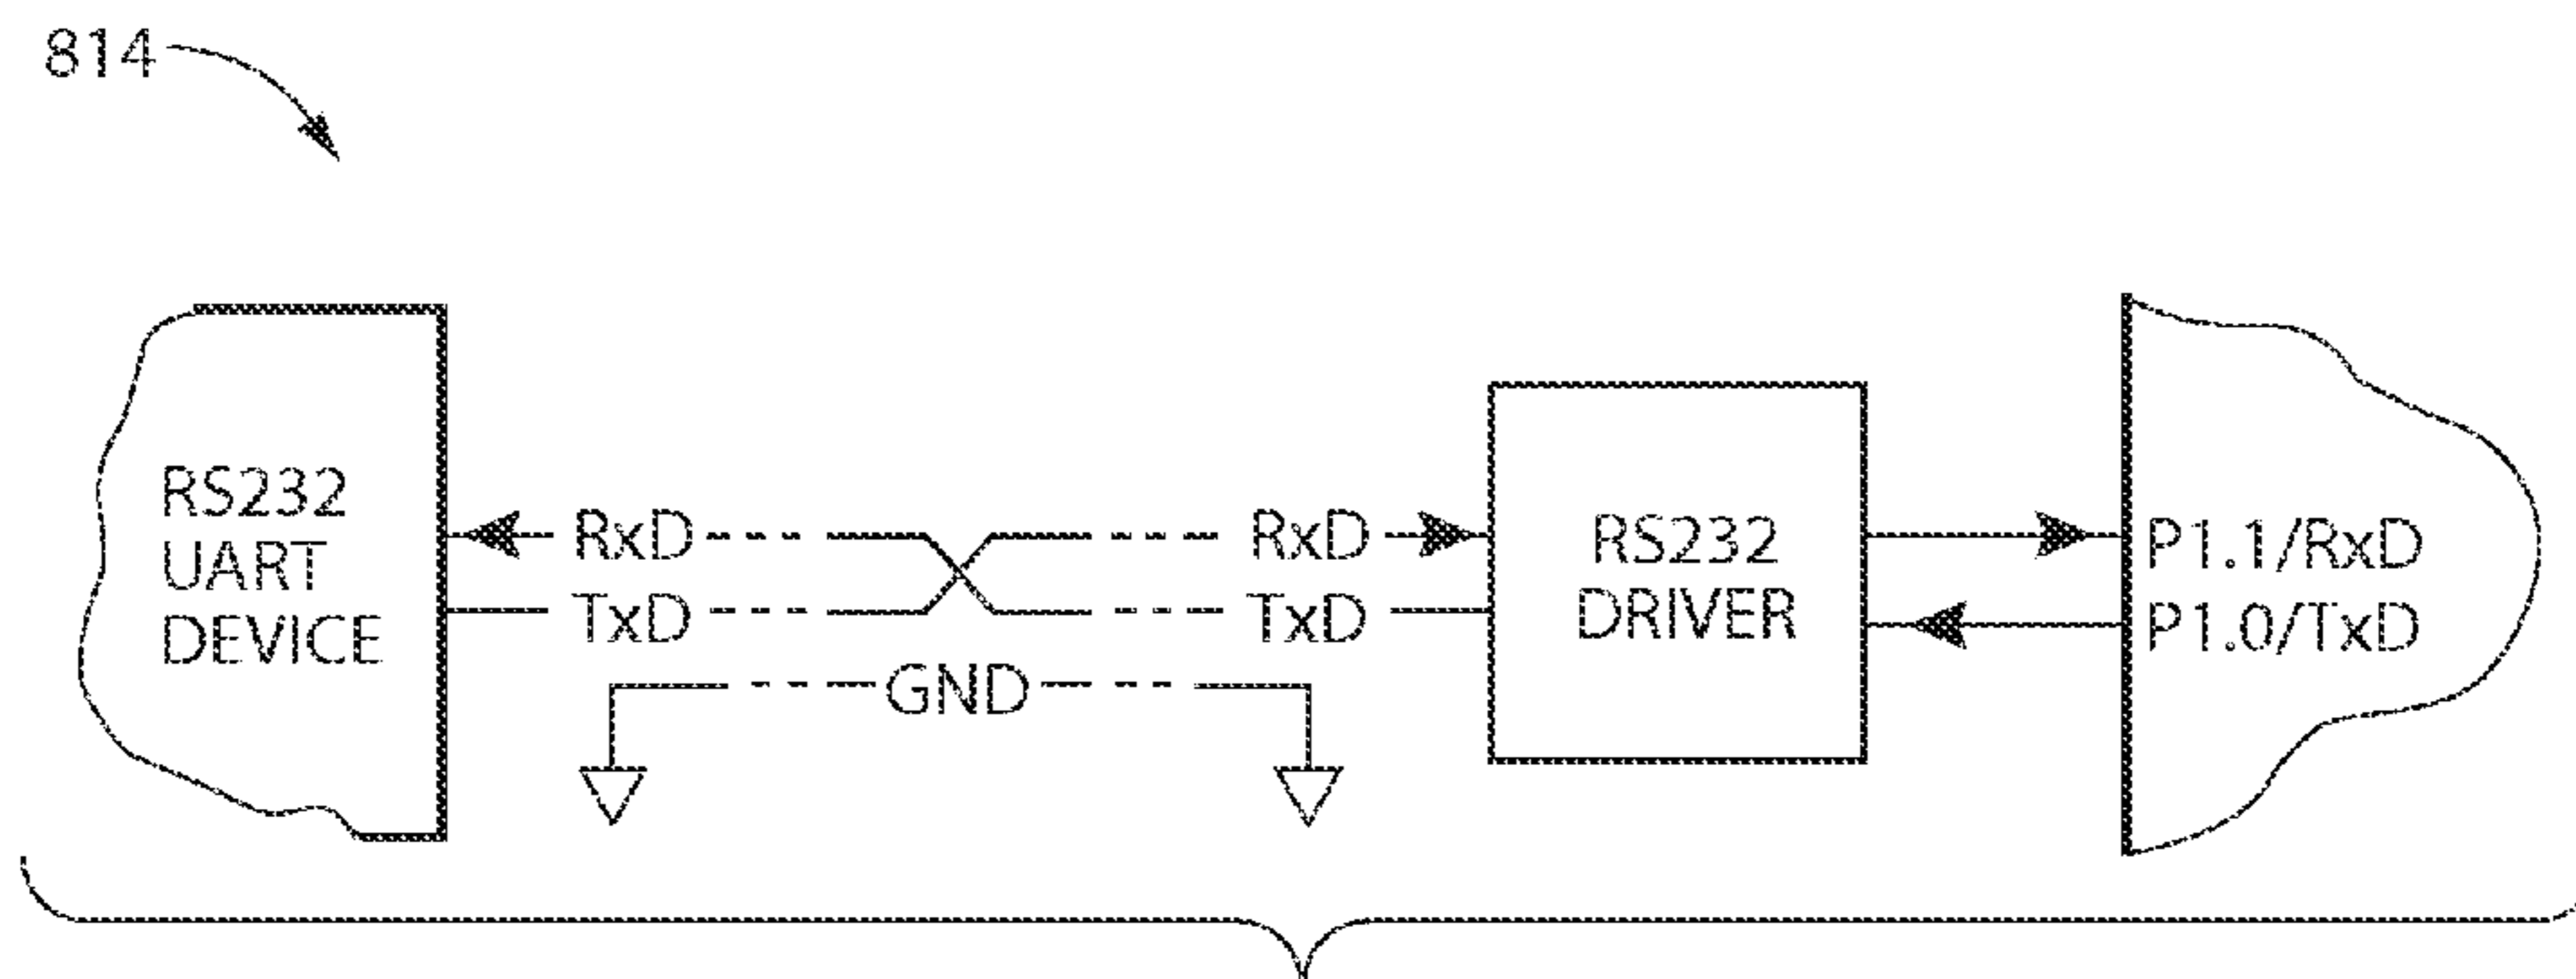 814
RS232
UART
DEVICE
RxD
TxD
GND
RxD
TxD
RS232
DRIVER
P1.1/RxD
P1.0/TxD